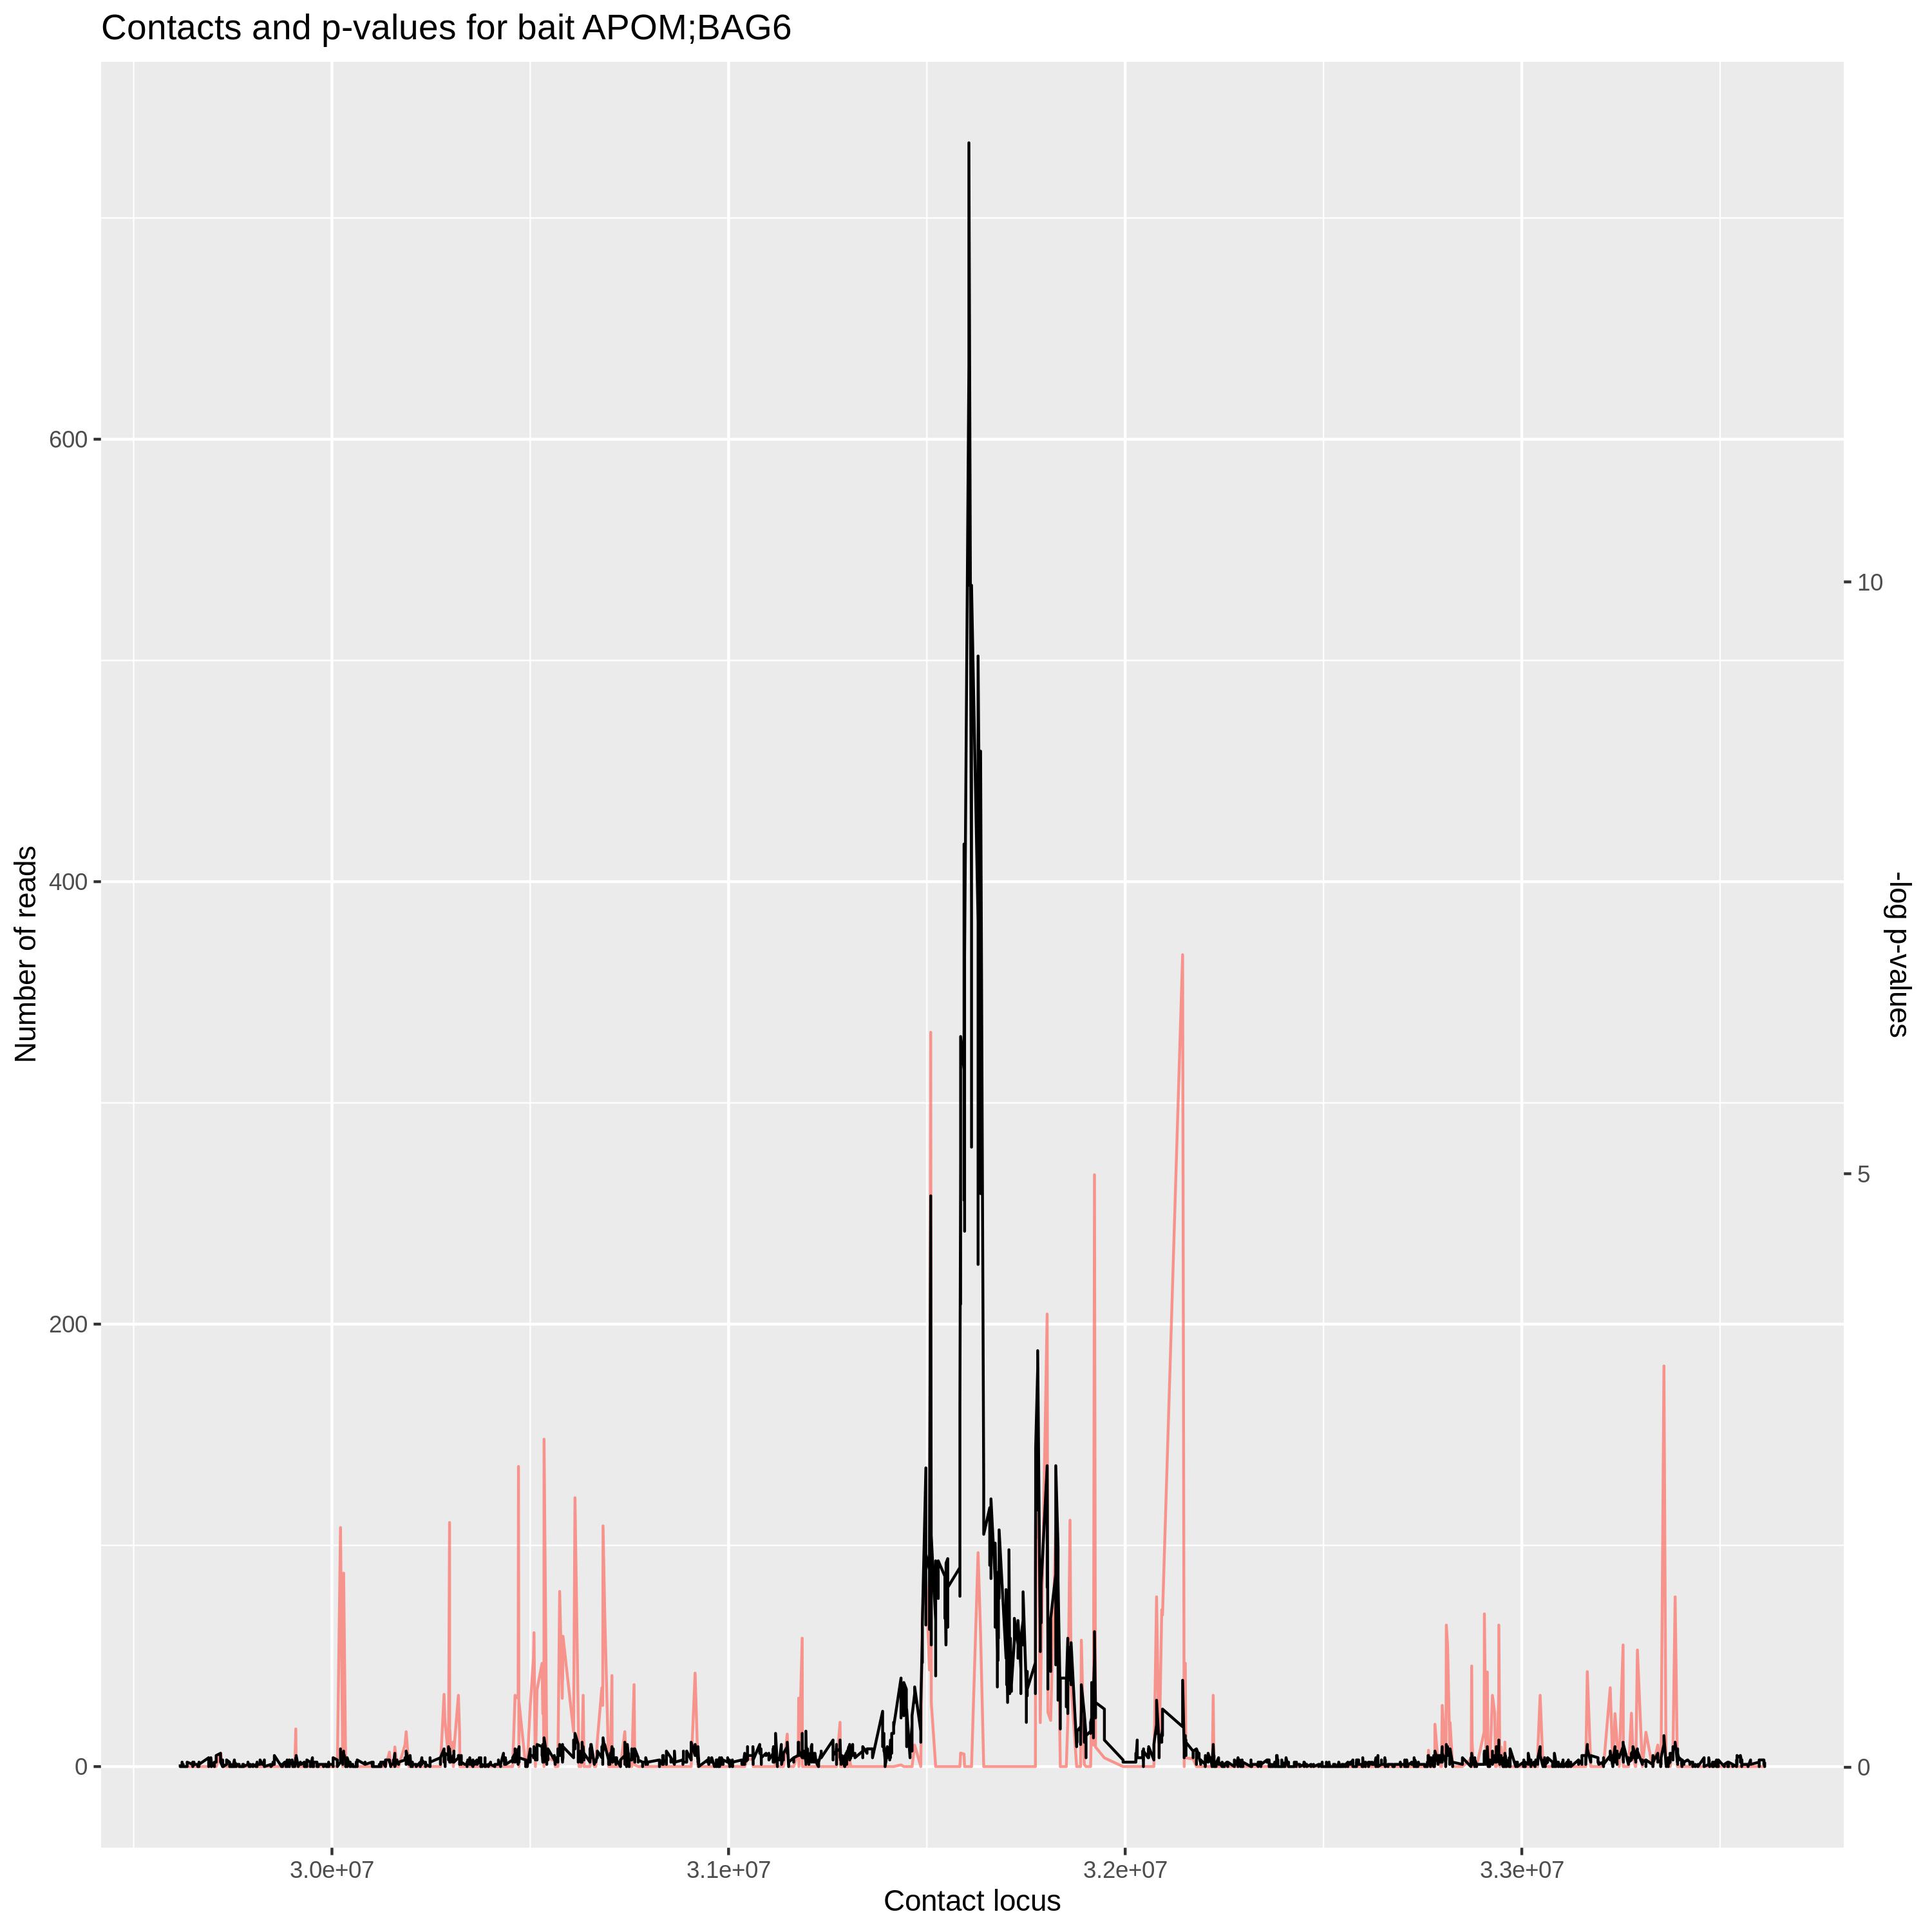 Contacts and p-values for bait APOM;BAG6
600
400
200
0
10
5
0
Number of reads
-log p-values
3.0e+07 3.1e+07 3.2e+07 3.3e+07
Contact locus